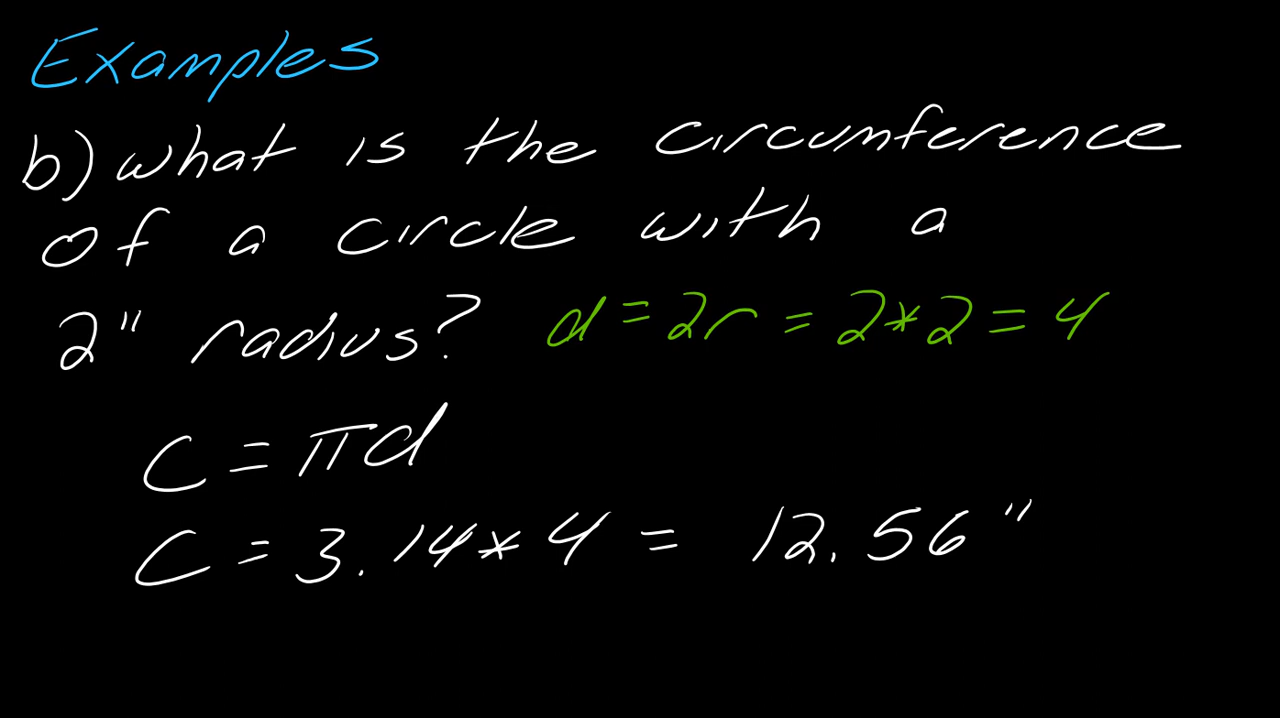 Examples
b) what is the circumference
of a circle with a
2" radius? d = 2r = 2*2 = 4
C = πd
C = 3.14*4 = 12.56"